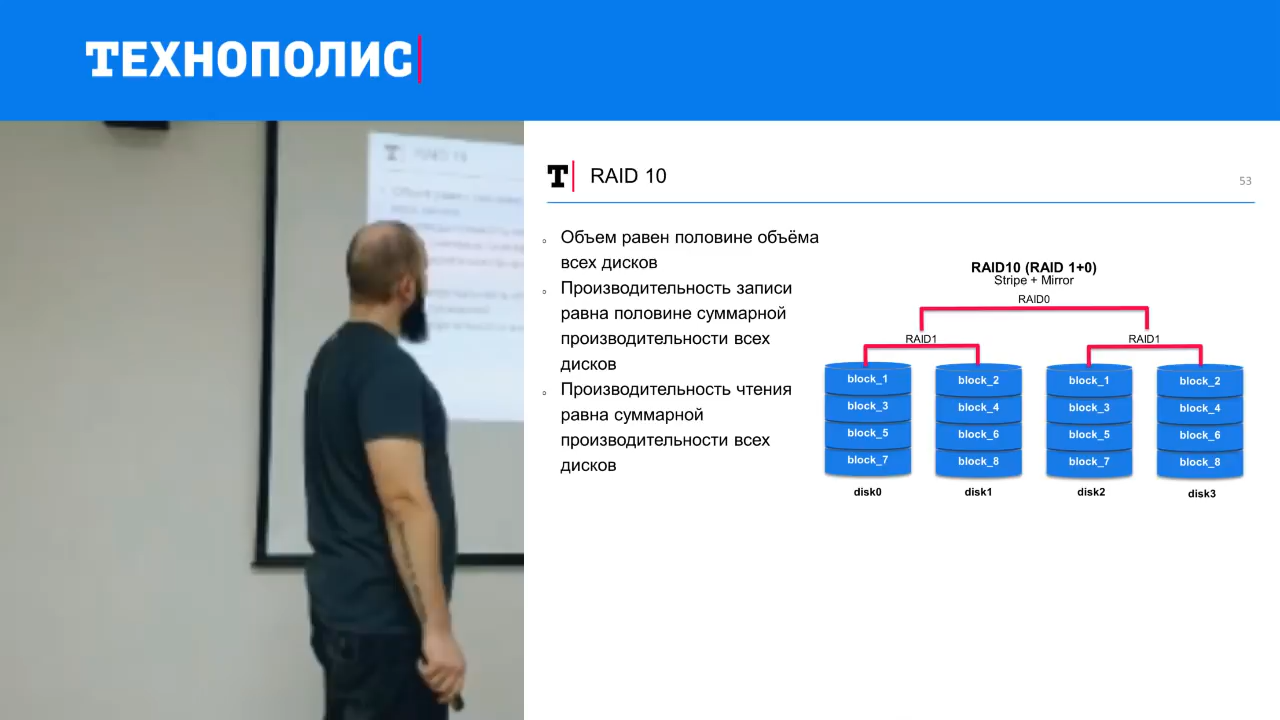 ТЕХНОПОЛИС
T
RAID 10
53
Объем равен половине объёма
всех дисков
Производительность записи
равна половине суммарной
производительности всех
дисков
Производительность чтения
равна суммарной
производительности всех
дисков
RAID10 (RAID 1+0)
Stripe + Mirror
RAID0
RAID1
RAID1
block_1
block_2
block_1
block_2
block_3
block_4
block_3
block_4
block_5
block_6
block_5
block_6
block_7
block_8
block_7
block_8
disk0
disk1
disk2
disk3